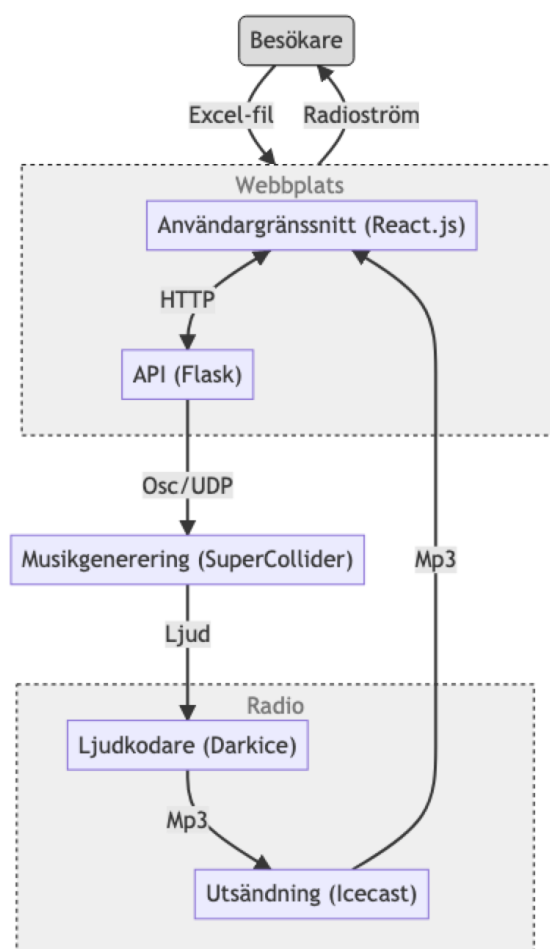 Besökare
Excel-fil
Radioström
Webbplats
Användargränssnitt (React.js)
HTTP
API (Flask)
Osc/UDP
Musikgenerering (SuperCollider)
Mp3
Ljud
Radio
Ljudkodare (Darkice)
Mp3
Utsändning (Icecast)